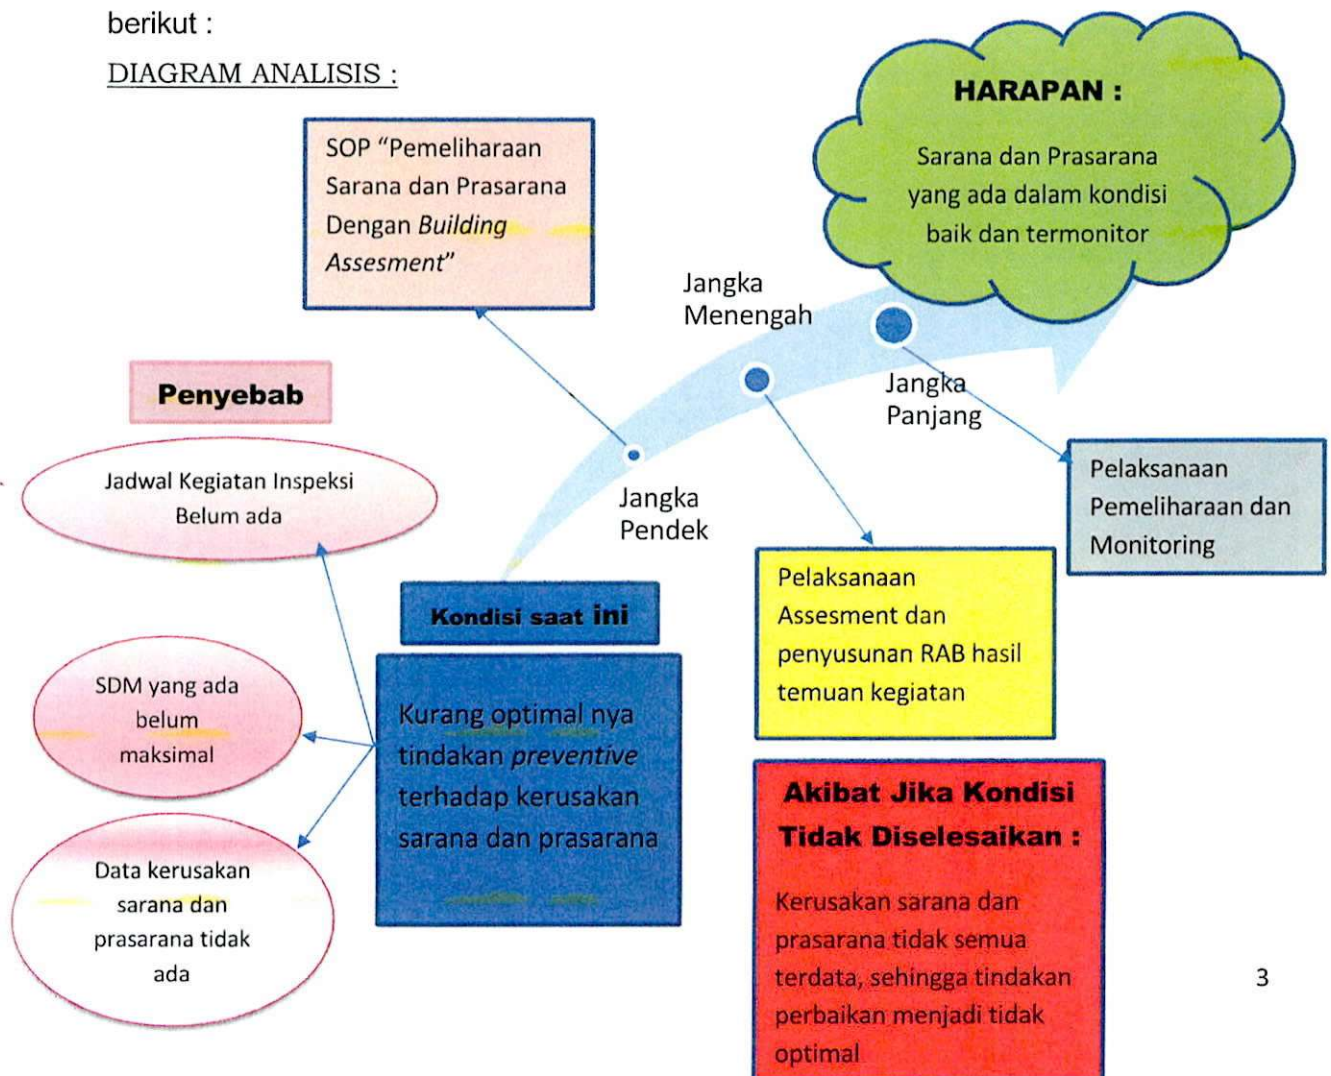 berikut :
DIAGRAM ANALISIS :
HARAPAN :
Sarana dan Prasarana
yang ada dalam kondisi
baik dan termonitor
SOP “Pemeliharaan
Sarana dan Prasarana
Dengan Building
Assesment”
Jangka
Menengah
Jangka
Panjang
Jangka
Pendek
Penyebab
Jadwal Kegiatan Inspeksi
Belum ada
SDM yang ada
belum
maksimal
Data kerusakan
sarana dan
prasarana tidak
ada
Kondisi saat ini
Kurang optimal nya
tindakan preventive
terhadap kerusakan
sarana dan prasarana
Pelaksanaan
Pemeliharaan dan
Monitoring
Pelaksanaan
Assesment dan
penyusunan RAB hasil
temuan kegiatan
Akibat Jika Kondisi
Tidak Diselesaikan :
Kerusakan sarana dan
prasarana tidak semua
terdata, sehingga tindakan
perbaikan menjadi tidak
optimal
3